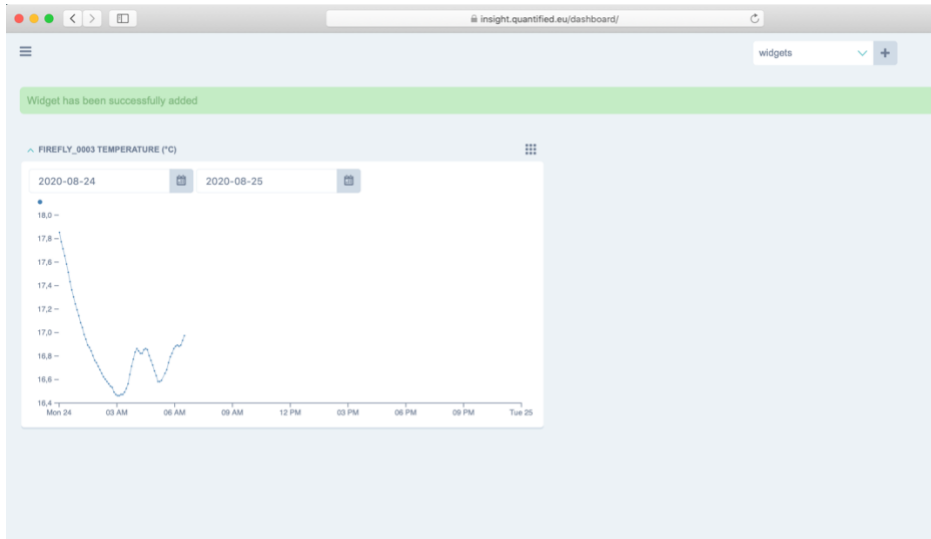 insight.quantified.eu/dashboard/
widgets
+
Widget has been successfully added
FIREFLY_0003 TEMPERATURE (°C)
2020-08-24 2020-08-25
18,0
17,8
17,6
17,4
17,2
17,0
16,8
16,6
16,4
Mon 24 03 AM 06 AM 09 AM 12 PM 03 PM 06 PM 09 PM Tue 25